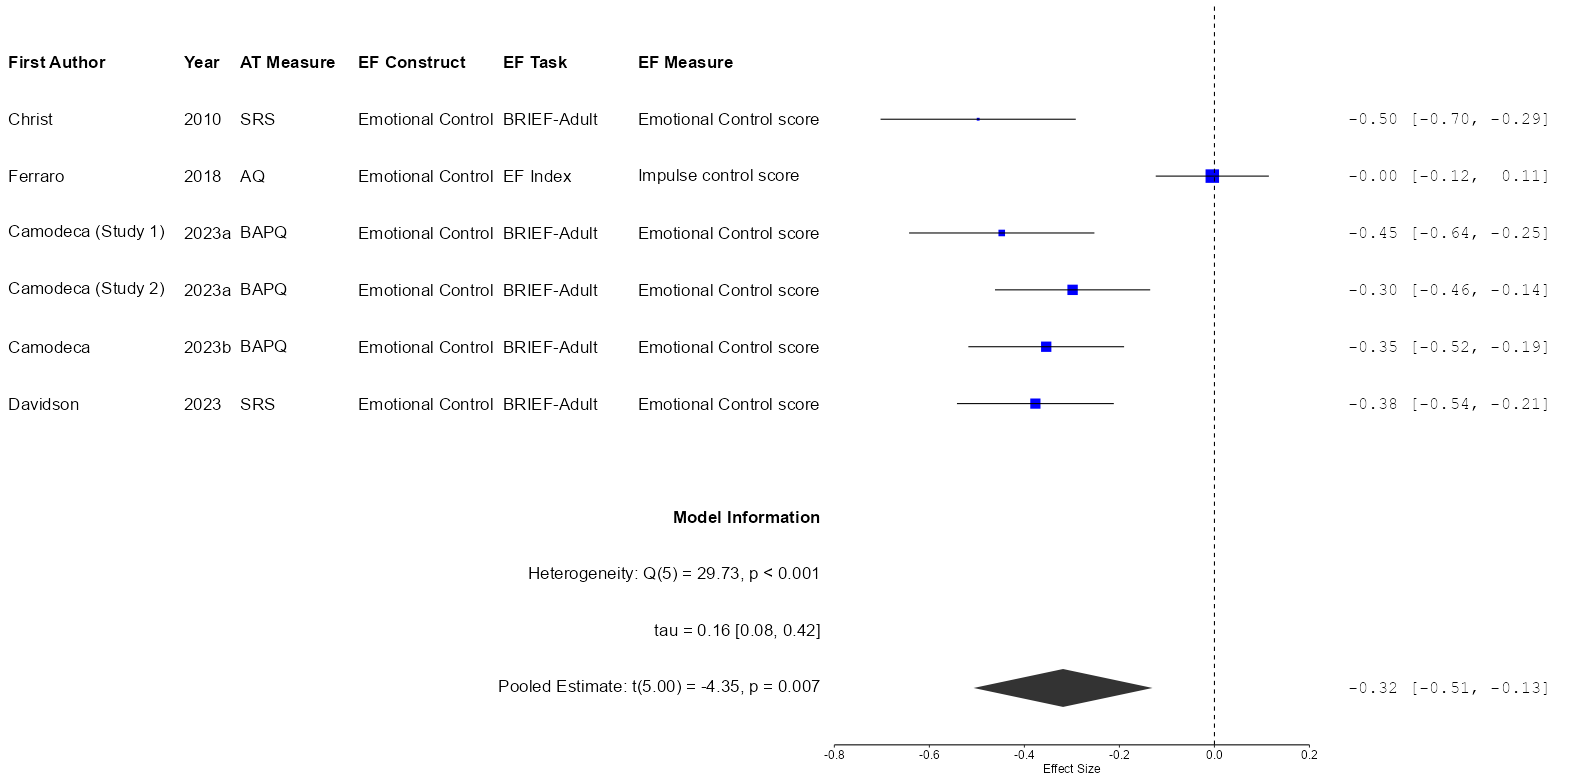 First Author Year AT Measure EF Construct EF Task EF Measure
Christ 2010 SRS Emotional Control BRIEF-Adult Emotional Control score -0.50 [-0.70, -0.29]
Ferraro 2018 AQ Emotional Control EF Index Impulse control score -0.00 [-0.12, 0.11]
Camodeca (Study 1) 2023a BAPQ Emotional Control BRIEF-Adult Emotional Control score -0.45 [-0.64, -0.25]
Camodeca (Study 2) 2023a BAPQ Emotional Control BRIEF-Adult Emotional Control score -0.30 [-0.46, -0.14]
Camodeca 2023b BAPQ Emotional Control BRIEF-Adult Emotional Control score -0.35 [-0.52, -0.19]
Davidson 2023 SRS Emotional Control BRIEF-Adult Emotional Control score -0.38 [-0.54, -0.21]
Model Information
Heterogeneity: Q(5) = 29.73, p < 0.001
tau = 0.16 [0.08, 0.42]
Pooled Estimate: t(5.00) = -4.35, p = 0.007 -0.32 [-0.51, -0.13]
-0.8 -0.6 -0.4 -0.2 0.0 0.2
Effect Size